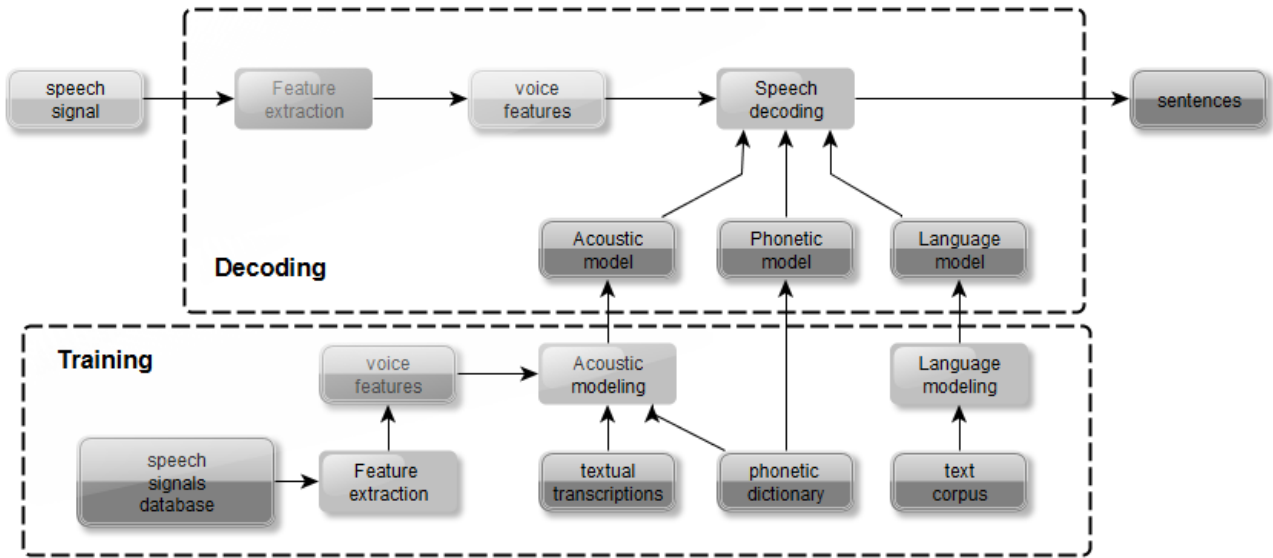 speech
signal
Feature
extraction
voice
features
Speech
decoding
sentences
Acoustic
model
Phonetic
model
Language
model
Decoding
Training
voice
features
Acoustic
modeling
Language
modeling
speech
signals
database
Feature
extraction
textual
transcriptions
phonetic
dictionary
text
corpus